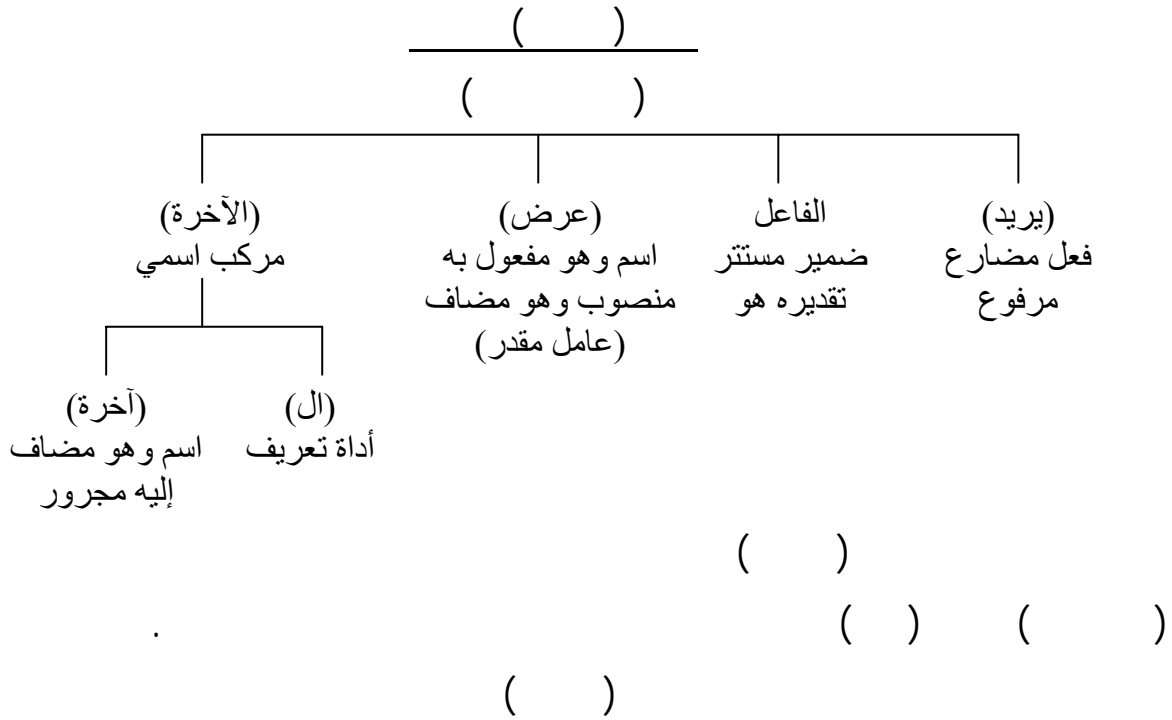 (        )
(        )
(يريد)
فعل مضارع
مرفوع
الفاعل
ضمير مستتر
تقديره هو
(عرض)
اسم وهو مفعول به
منصوب وهو مضاف
(عامل مقدر)
(الآخرة)
مركب اسمي
(ال)
أداة تعريف
(آخرة)
اسم وهو مضاف
إليه مجرور
(        )
(        ) (    ) .
(        )